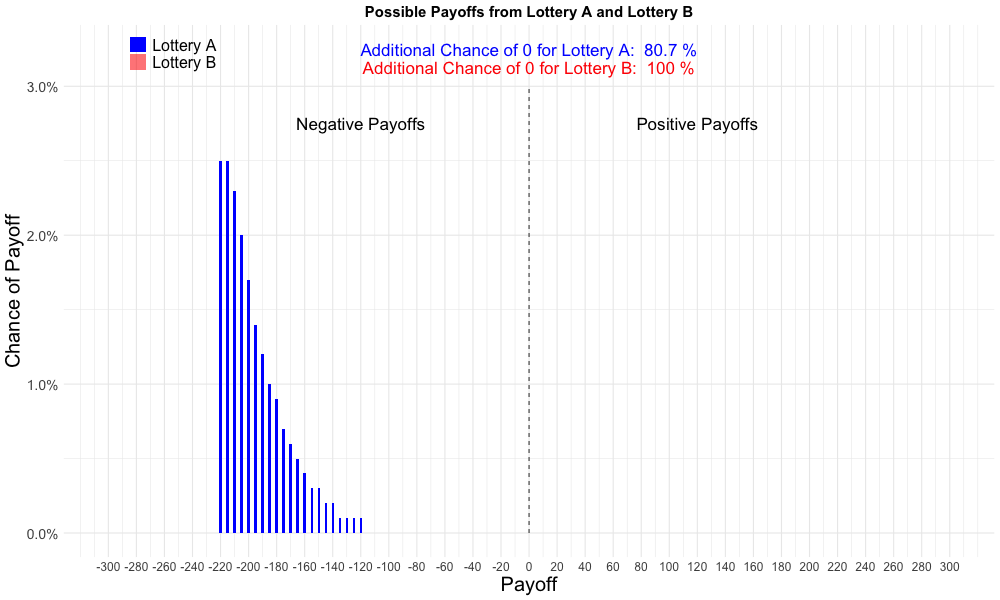 Possible Payoffs from Lottery A and Lottery B
Lottery A
Lottery B
Additional Chance of 0 for Lottery A: 80.7 %
Additional Chance of 0 for Lottery B: 100 %
Negative Payoffs
Positive Payoffs
Chance of Payoff
3.0%
2.0%
1.0%
0.0%
-300 -280 -260 -240 -220 -200 -180 -160 -140 -120 -100 -80 -60 -40 -20 0 20 40 60 80 100 120 140 160 180 200 220 240 260 280 300
Payoff